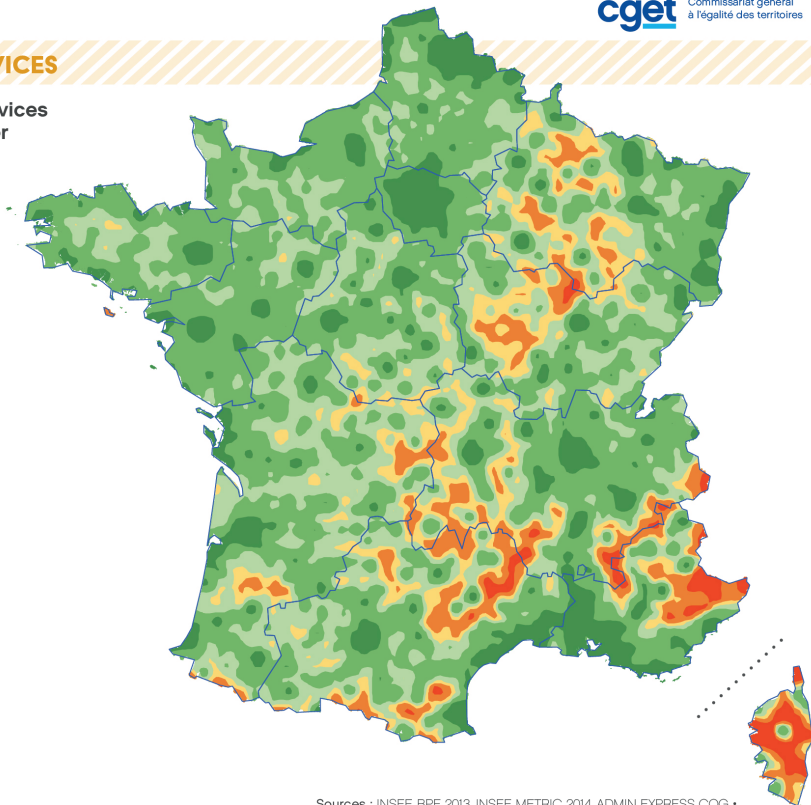 Commissariat général
cget à l'égalité des territoires
VICES
vices
r
Sources : INSEE BPE 2013, INSEE METRIC 2014, ADMIN EXPRESS COG •